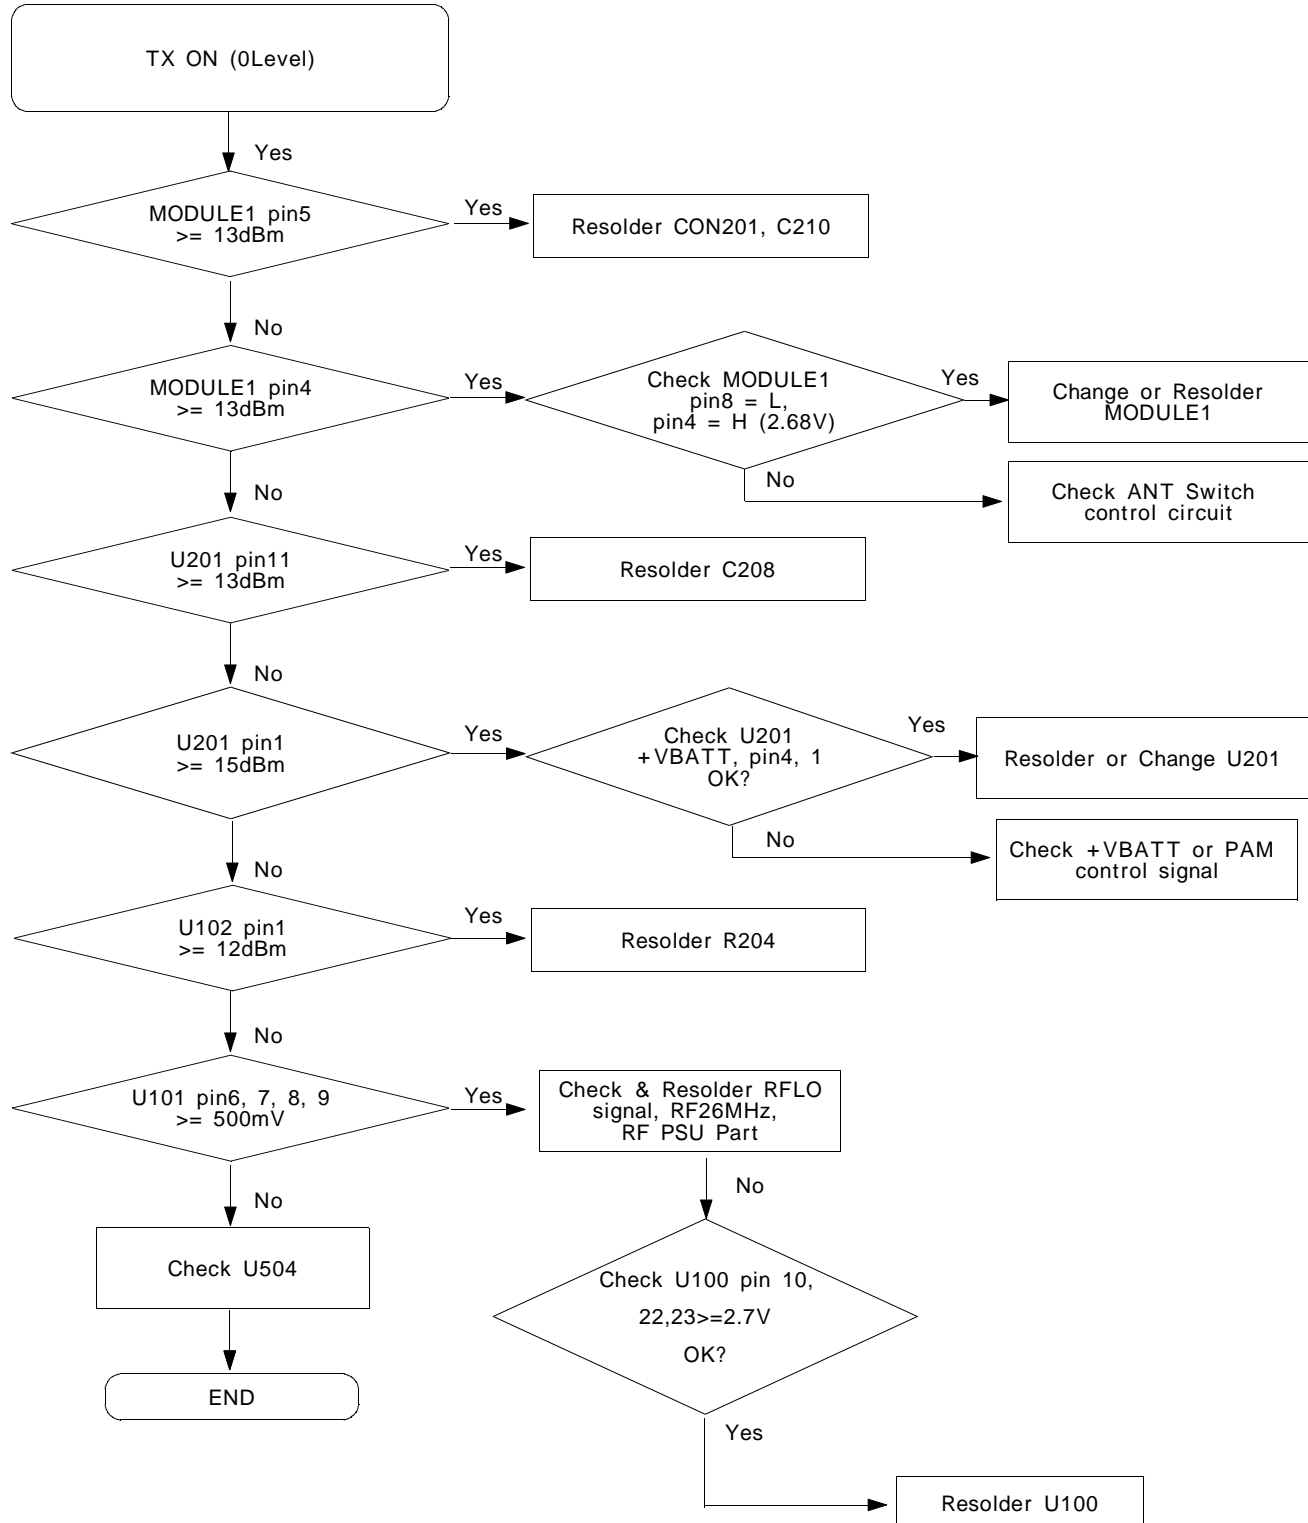 TX ON (0Level)
Yes
MODULE1 pin5
>= 13dBm
Yes
Resolder CON201, C210
No
MODULE1 pin4
>= 13dBm
Yes
Check MODULE1
pin8 = L,
pin4 = H (2.68V)
Yes
Change or Resolder
MODULE1
No
Check ANT Switch
control circuit
No
U201 pin11
>= 13dBm
Yes
Resolder C208
No
U201 pin1
>= 15dBm
Yes
Check U201
+VBATT, pin4, 1
OK?
Yes
Resolder or Change U201
No
Check +VBATT or PAM
control signal
No
U102 pin1
>= 12dBm
Yes
Resolder R204
No
U101 pin6, 7, 8, 9
>= 500mV
Yes
Check & Resolder RFLO
signal, RF26MHz,
RF PSU Part
No
No
Check U504
Check U100 pin 10,
22,23>=2.7V
OK?
END
Yes
Resolder U100